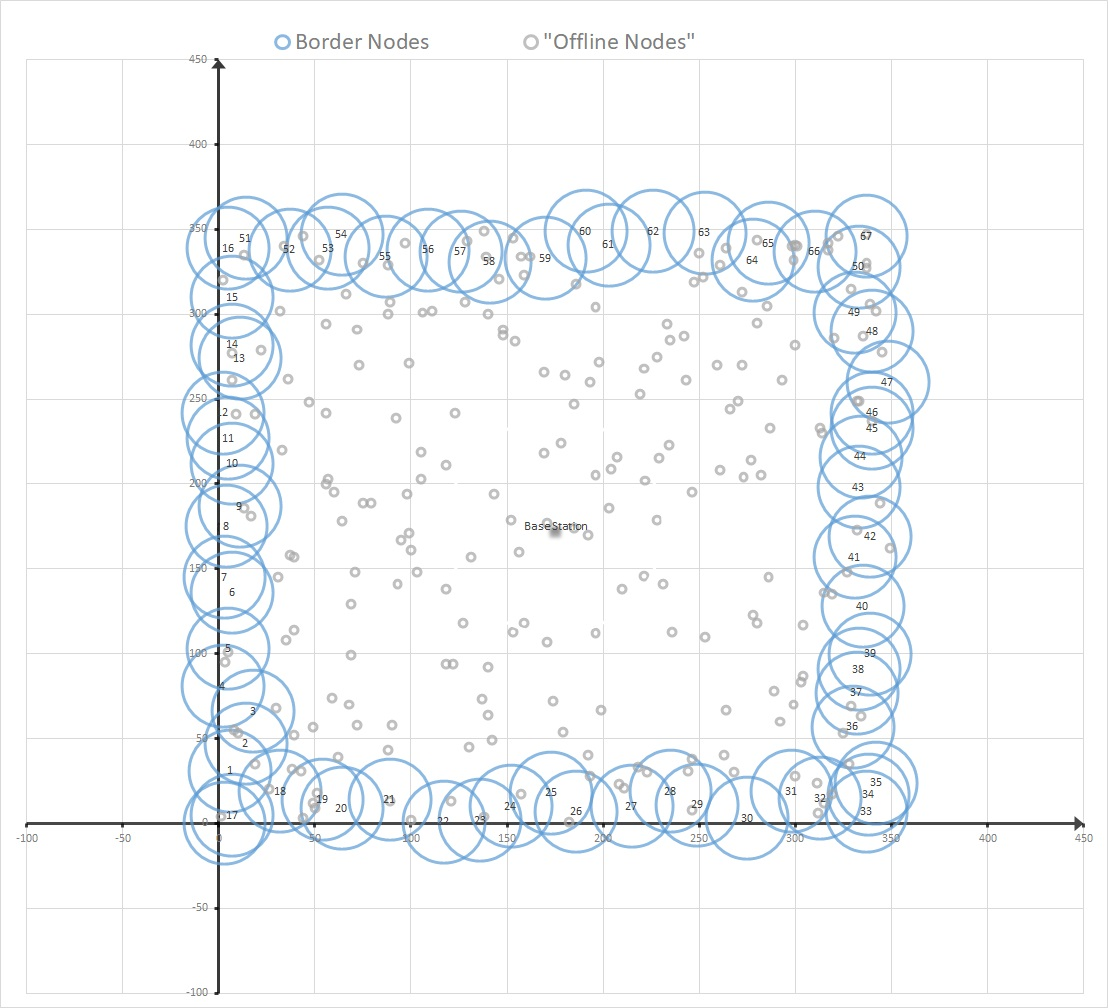 Border Nodes "Offline Nodes"
450
400
350
300
250
200
150
100
50
0
-50
-100
-100 -50 0 50 100 150 200 250 300 350 400 450
51 16 52 53 54 55 56 57 58 59 60 61 62 63 64 65 66 67 50
15 14 13 12 11 10 9 8 7 6 5 4 3 2 1 17
49 48 47 46 45 44 43 42 41 40 39 38 37 36
BaseStation
18 19 20 21 22 23 24 25 26 27 28 29 30 31 32 33 34 35